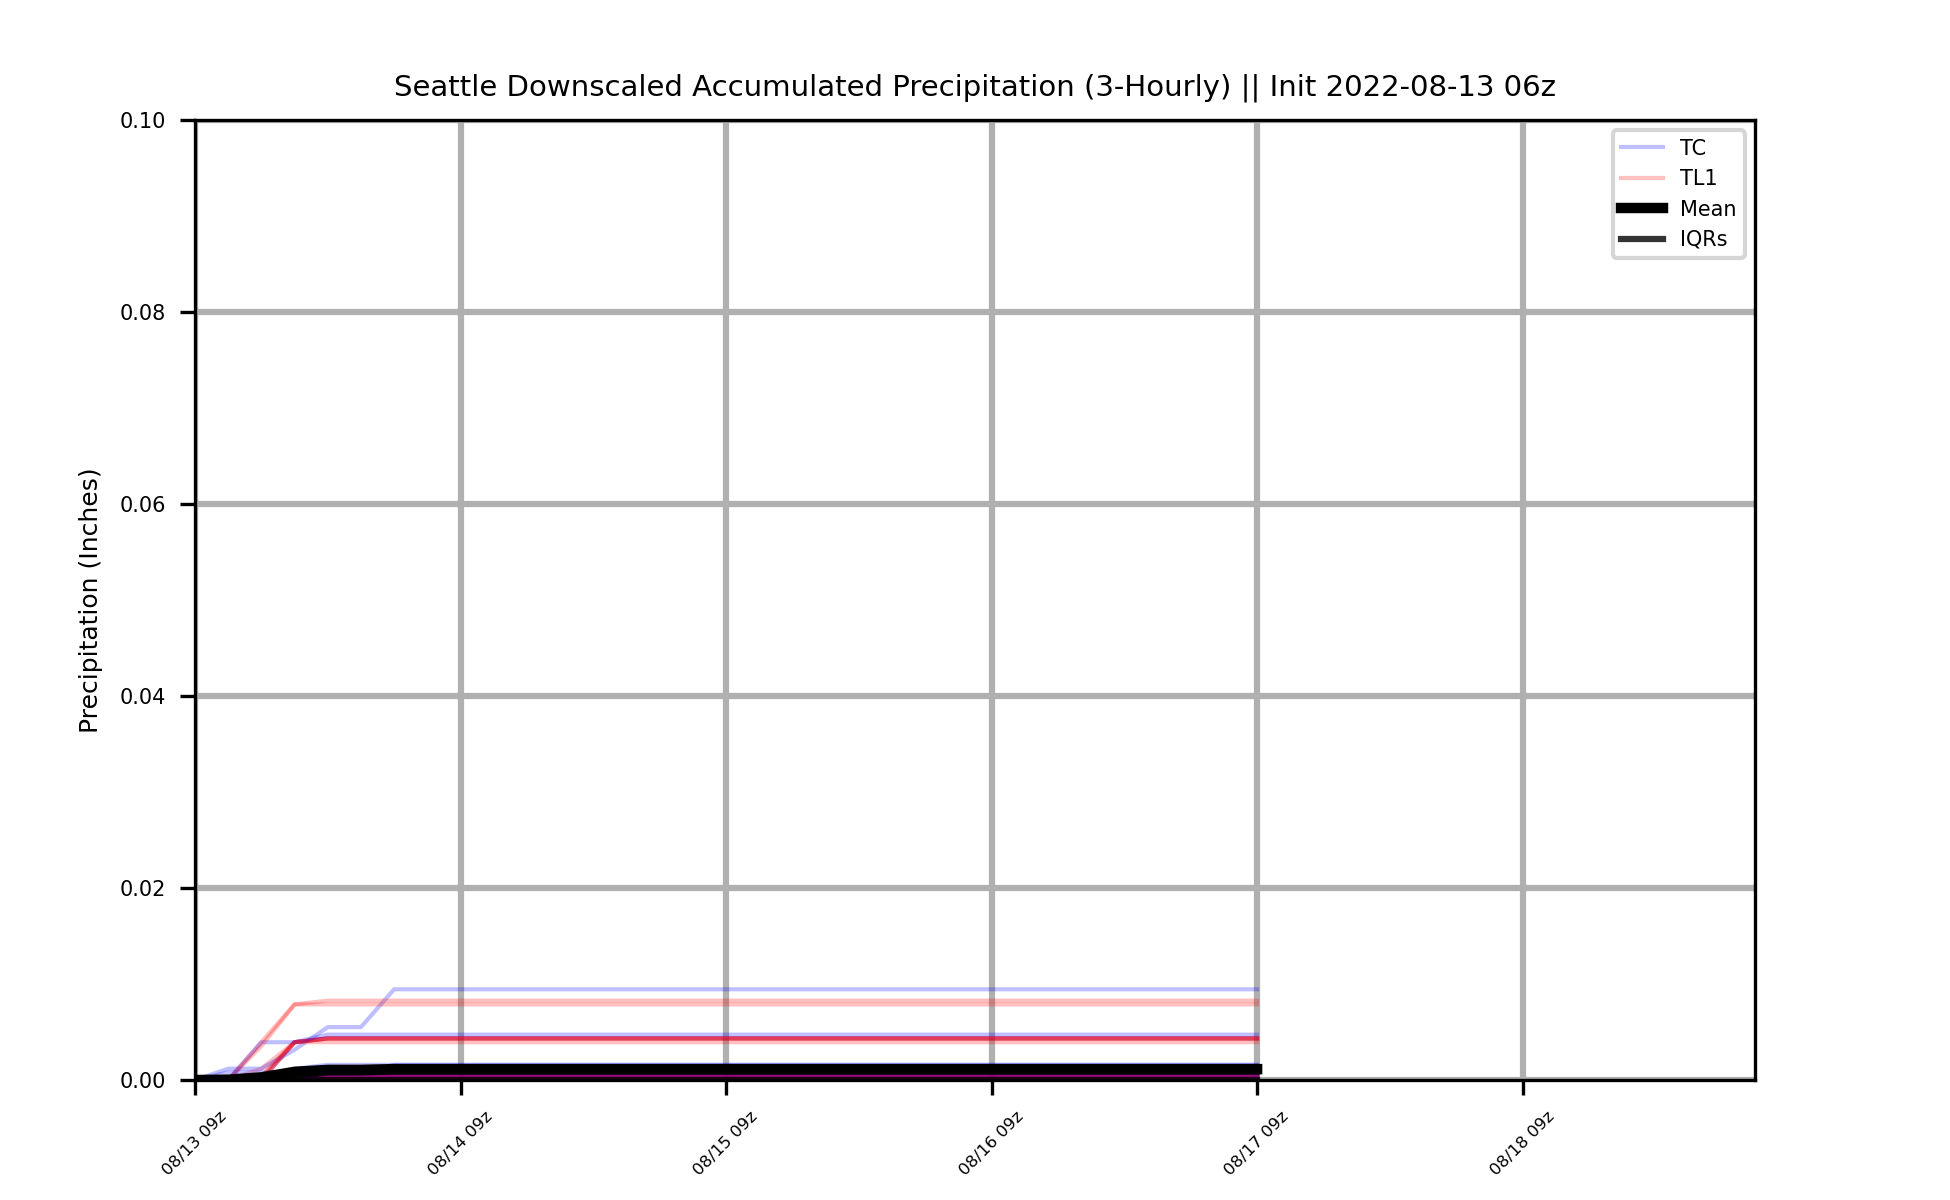 Seattle Downscaled Accumulated Precipitation (3-Hourly) || Init 2022-08-13 06z
TC
TL1
Mean
IQRs
Precipitation (Inches)
0.10
0.08
0.06
0.04
0.02
0.00
08/13 09z
08/14 09z
08/15 09z
08/16 09z
08/17 09z
08/18 09z